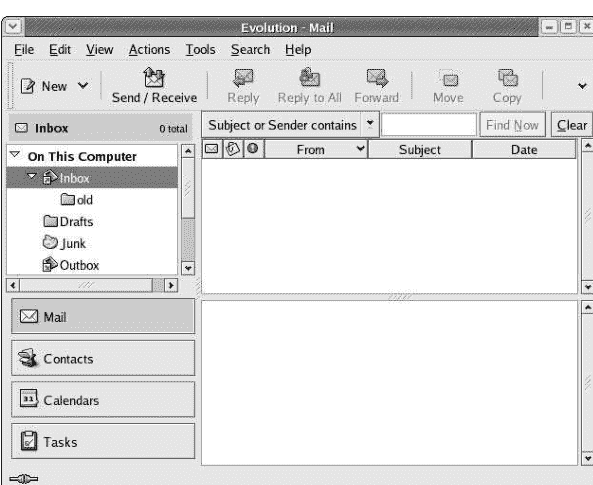 Evolution - Mail
File Edit View Actions Tools Search Help
New Send / Receive Reply Reply to All Forward Move Copy
Inbox 0 total Subject or Sender contains Find Now Clear
From Subject Date
On This Computer
Inbox
old
Drafts
Junk
Outbox
Mail
Contacts
31 Calendars
Tasks